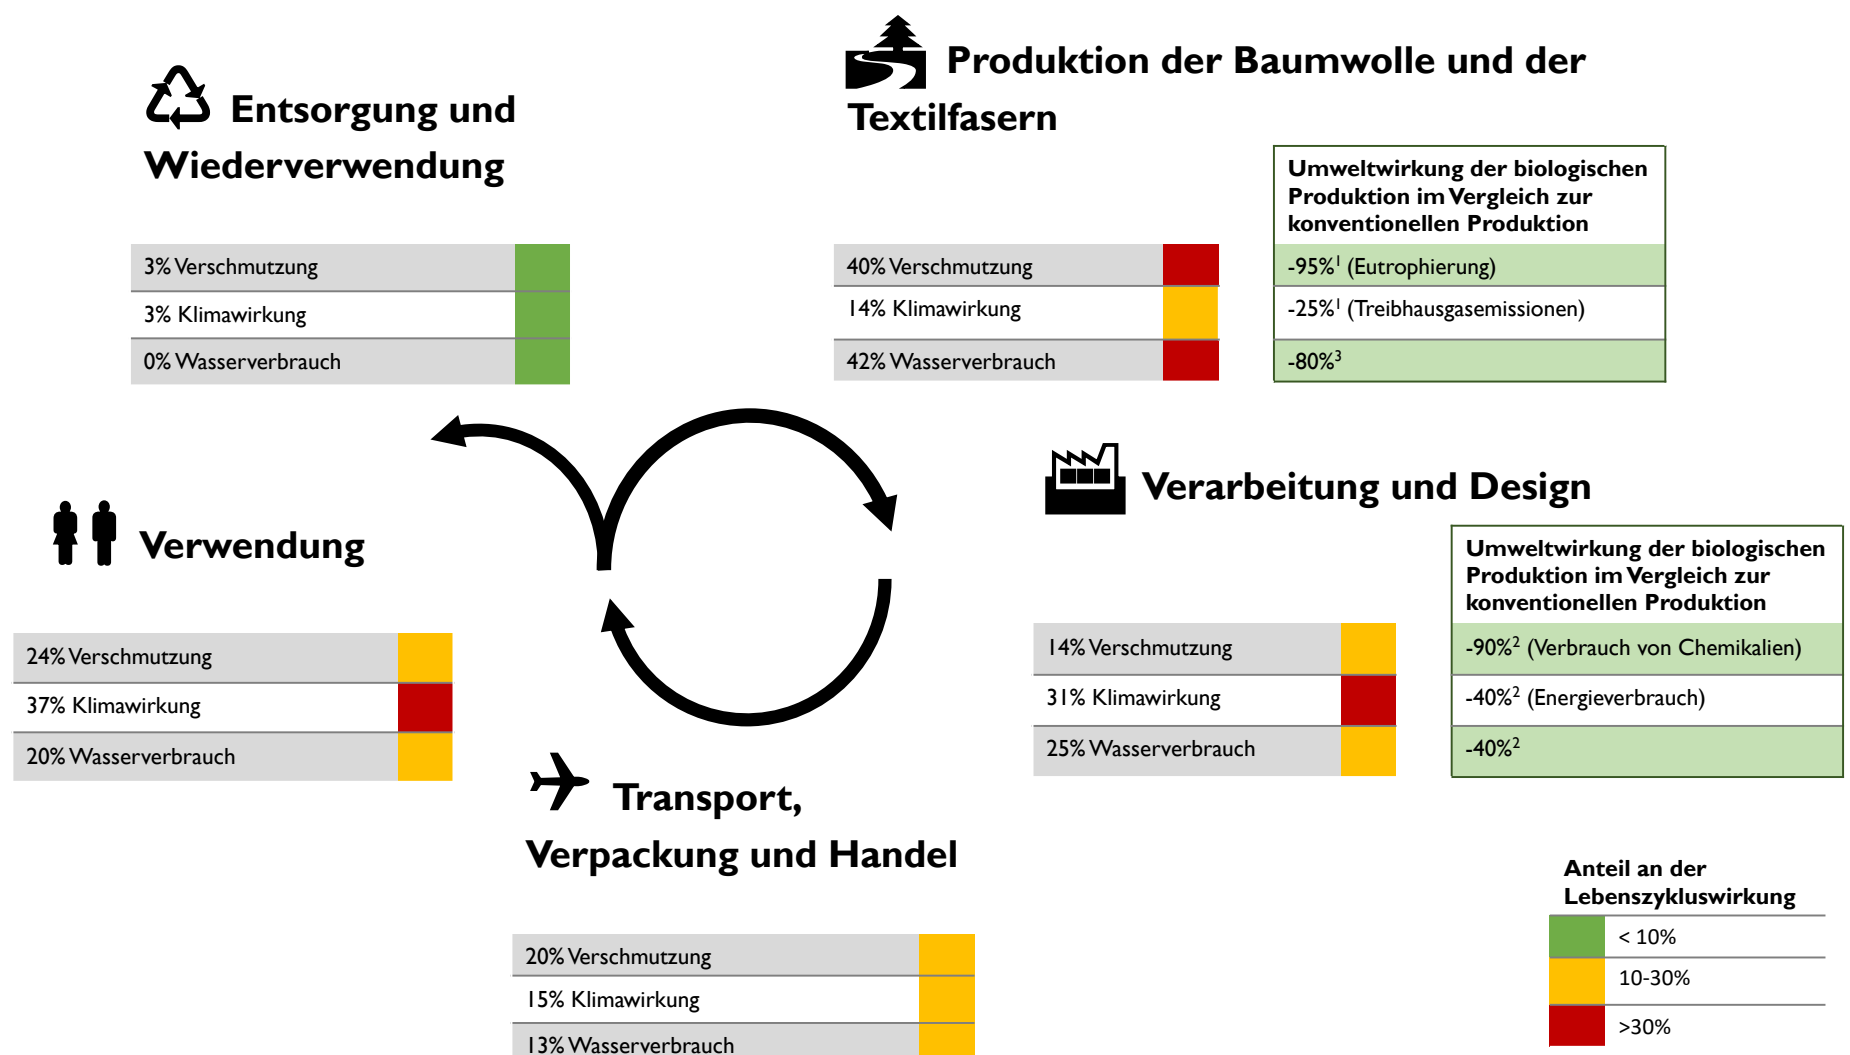 Entsorgung und
Wiederverwendung
3% Verschmutzung
3% Klimawirkung
0% Wasserverbrauch
Produktion der Baumwolle und der
Textilfasern
40% Verschmutzung
14% Klimawirkung
42% Wasserverbrauch
Umweltwirkung der biologischen
Produktion im Vergleich zur
konventionellen Produktion
-95%¹ (Eutrophierung)
-25%¹ (Treibhausgasemissionen)
-80%³
Verarbeitung und Design
14% Verschmutzung
31% Klimawirkung
25% Wasserverbrauch
Umweltwirkung der biologischen
Produktion im Vergleich zur
konventionellen Produktion
-90%² (Verbrauch von Chemikalien)
-40%² (Energieverbrauch)
-40%²
Verwendung
24% Verschmutzung
37% Klimawirkung
20% Wasserverbrauch
Transport,
Verpackung und Handel
20% Verschmutzung
15% Klimawirkung
13% Wasserverbrauch
Anteil an der
Lebenszykluswirkung
< 10%
10-30%
>30%